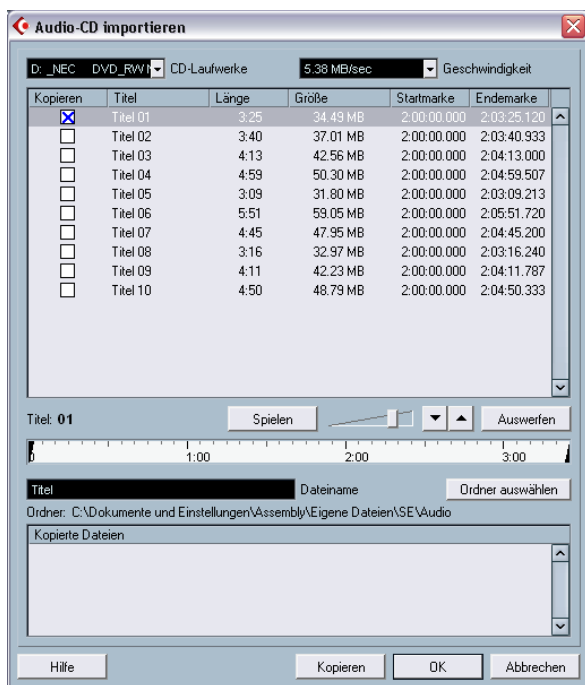 Audio-CD importieren
D: _NEC DVD_RW N CD-Laufwerke 5.38 MB/sec Geschwindigkeit
Kopieren Titel Länge Größe Startmarke Endemarke
Titel 01 3:25 34.49 MB 2:00:00.000 2:03:25.120
Titel 02 3:40 37.01 MB 2:00:00.000 2:03:40.933
Titel 03 4:13 42.56 MB 2:00:00.000 2:04:13.000
Titel 04 4:59 50.30 MB 2:00:00.000 2:04:59.507
Titel 05 3:09 31.80 MB 2:00:00.000 2:03:09.213
Titel 06 5:51 59.05 MB 2:00:00.000 2:05:51.720
Titel 07 4:45 47.95 MB 2:00:00.000 2:04:45.200
Titel 08 3:16 32.97 MB 2:00:00.000 2:03:16.240
Titel 09 4:11 42.23 MB 2:00:00.000 2:04:11.787
Titel 10 4:50 48.79 MB 2:00:00.000 2:04:50.333
Titel: 01 Spielen Auswerfen
0 1:00 2:00 3:00
Titel Dateiname Ordner auswählen
Ordner: C:\Dokumente und Einstellungen\Assembly\Eigene Dateien\SE\Audio
Kopierte Dateien
Hilfe Kopieren OK Abbrechen